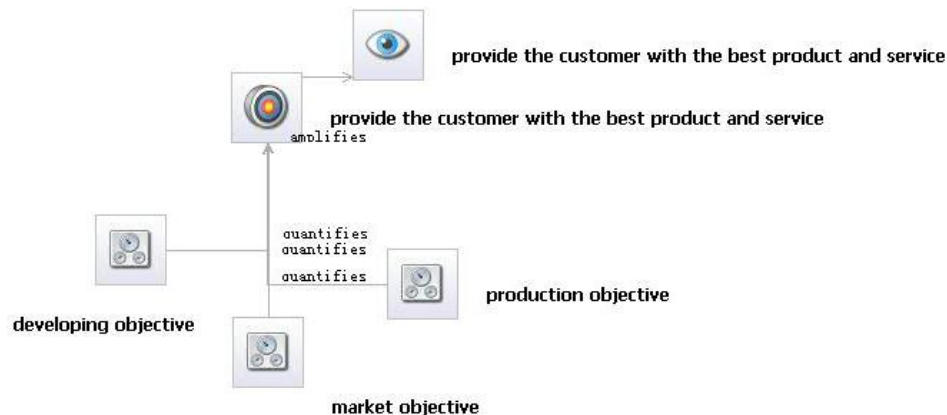 provide the customer with the best product and service
provide the customer with the best product and service
amplifies
quantifies
quantifies
quantifies
production objective
developing objective
market objective